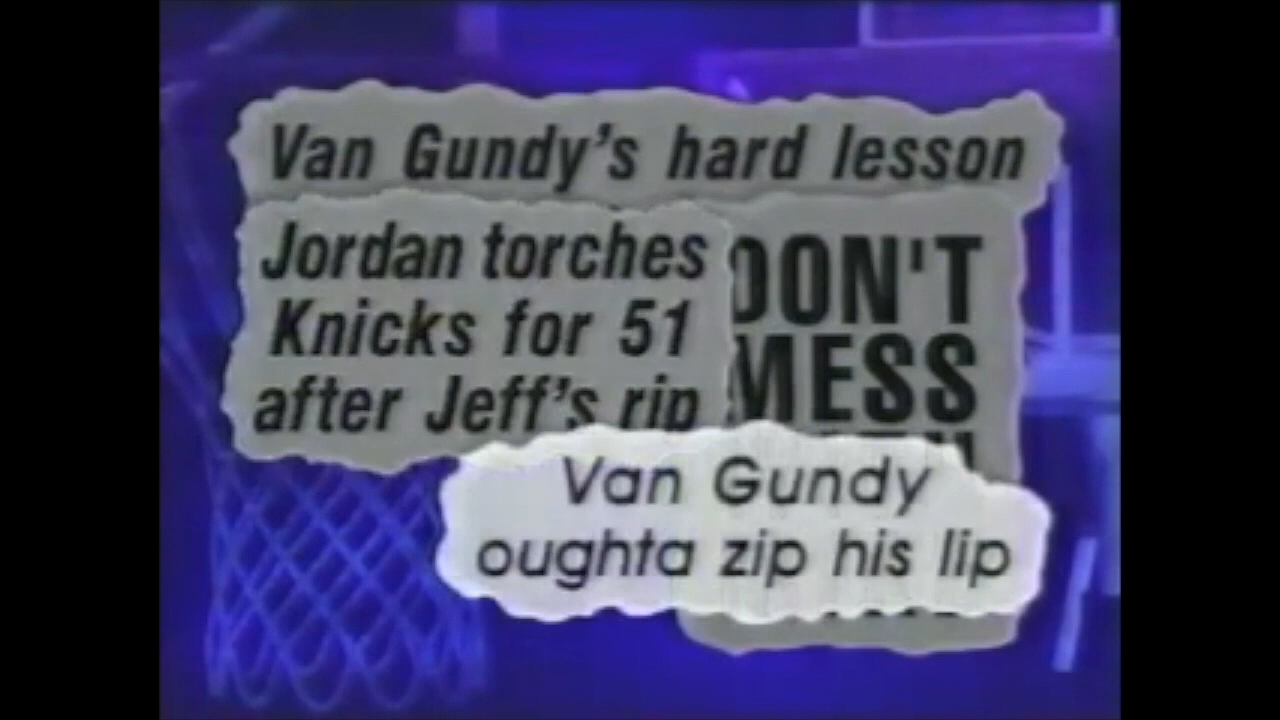 Van Gundy's hard lesson
Jordan torches
Knicks for 51
after Jeff's rip
DON'T
MESS
Van Gundy
oughta zip his lip